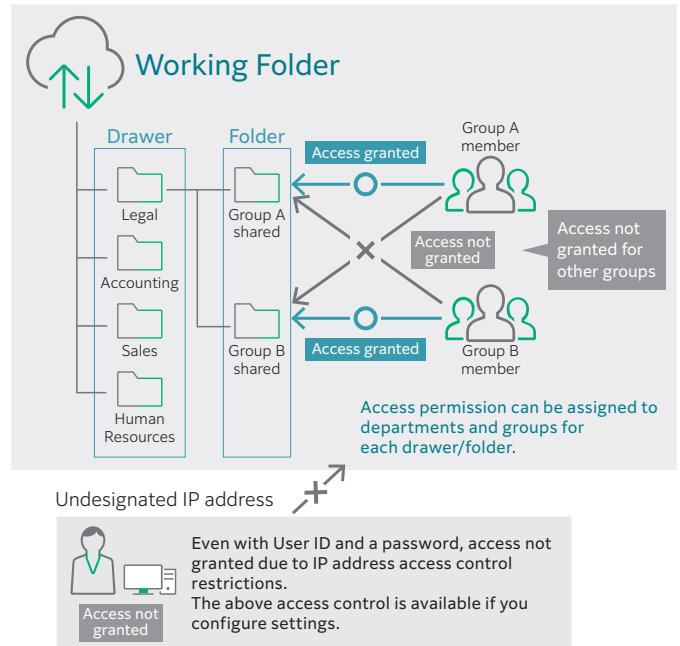 Working Folder
Drawer
Folder
Legal
Accounting
Sales
Human
Resources
Group A
shared
Group B
shared
Access granted
Group A
member
Access not
granted
Access not
granted for
other groups
Access granted
Group B
member
Access permission can be assigned to
departments and groups for
each drawer/folder.
Undesignated IP address
Access not
granted
Even with User ID and a password, access not
granted due to IP address access control
restrictions.
The above access control is available if you
configure settings.